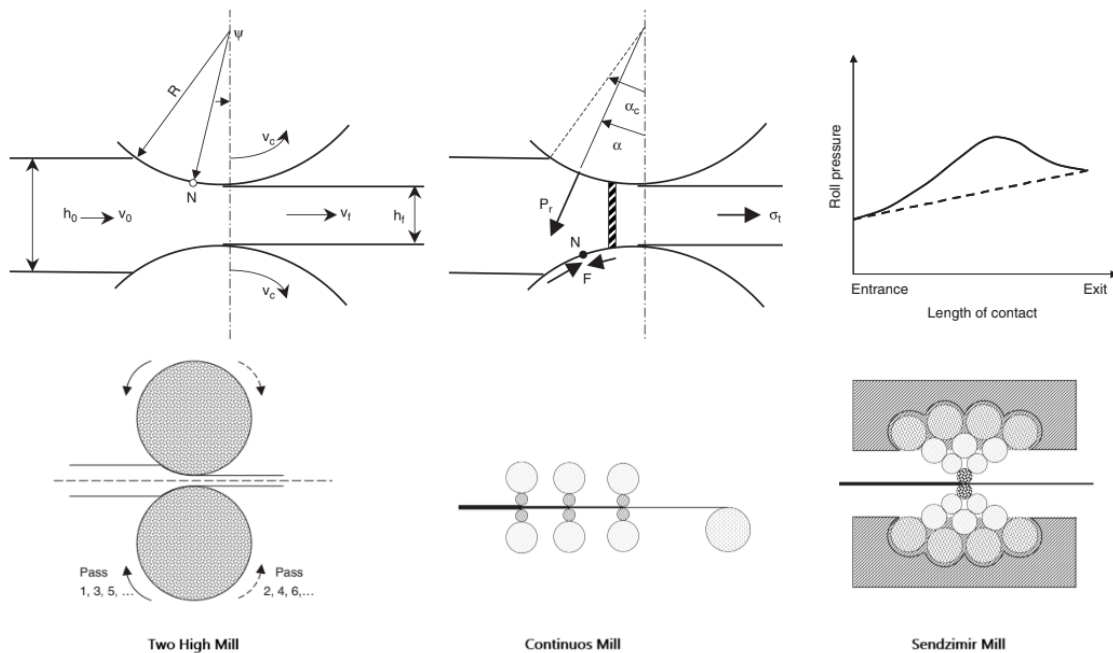 ψ
R
v_c
N
h_0
v_0
v_f
h_f
v_c
α_c
α
P_r
N
F
σ_t
Roll pressure
Entrance
Exit
Length of contact
Pass
1, 3, 5, ...
Pass
2, 4, 6,...
Two High Mill
Continuos Mill
Sendzimir Mill